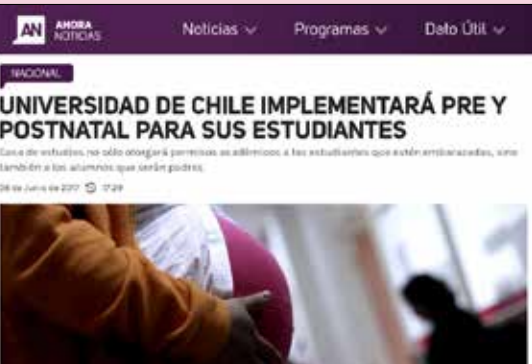 AN AHORA NOTICIAS Noticias Programas Dato Útil
NACIONAL
UNIVERSIDAD DE CHILE IMPLEMENTARÁ PRE Y
POSTNATAL PARA SUS ESTUDIANTES
Casa de estudios no sólo otorgará permisos académicos a las estudiantes que estén embarazadas, sino
también a los alumnos que serán padres.
de Junio de 2017 17:29